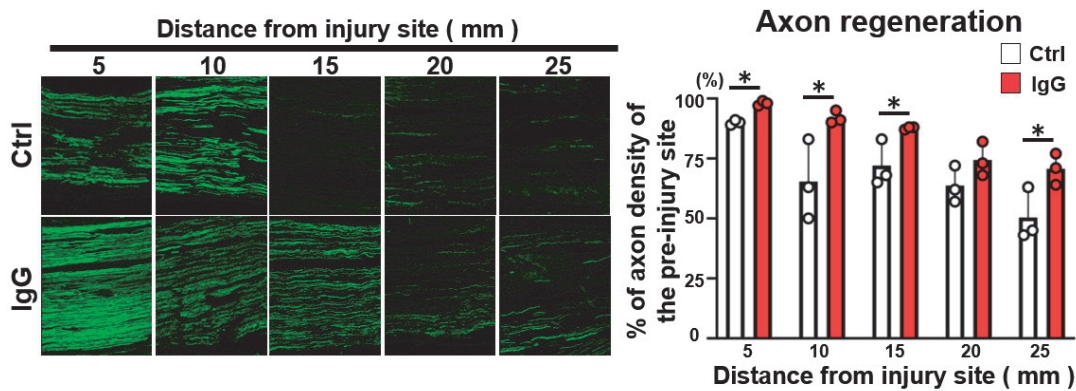 Distance from injury site ( mm )
5 10 15 20 25
Ctrl
IgG
Axon regeneration
Ctrl
IgG
(%)
% of axon density of
the pre-injury site
100
75
50
25
0
* * * *
5 10 15 20 25
Distance from injury site ( mm )